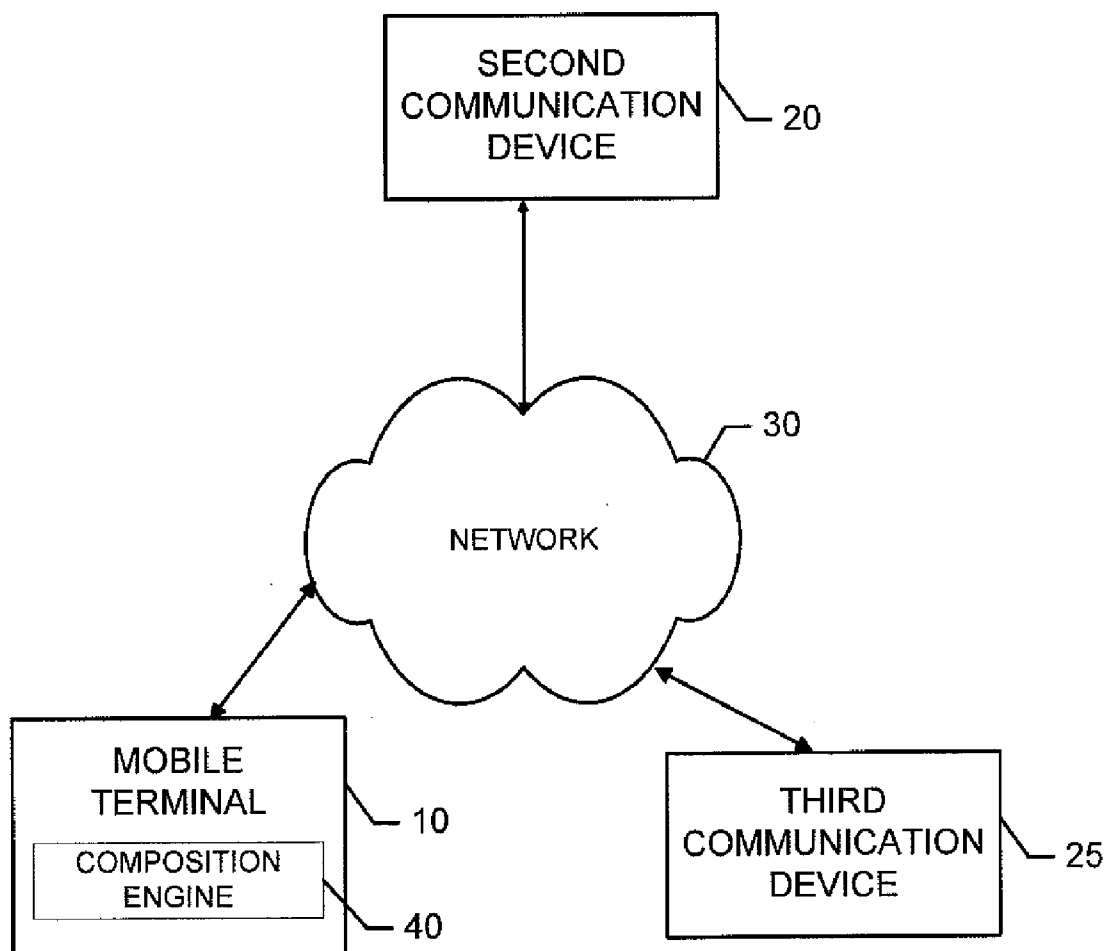 SECOND
COMMUNICATION
DEVICE
20
30
NETWORK
MOBILE
TERMINAL
10
COMPOSITION
ENGINE
40
THIRD
COMMUNICATION
DEVICE
25